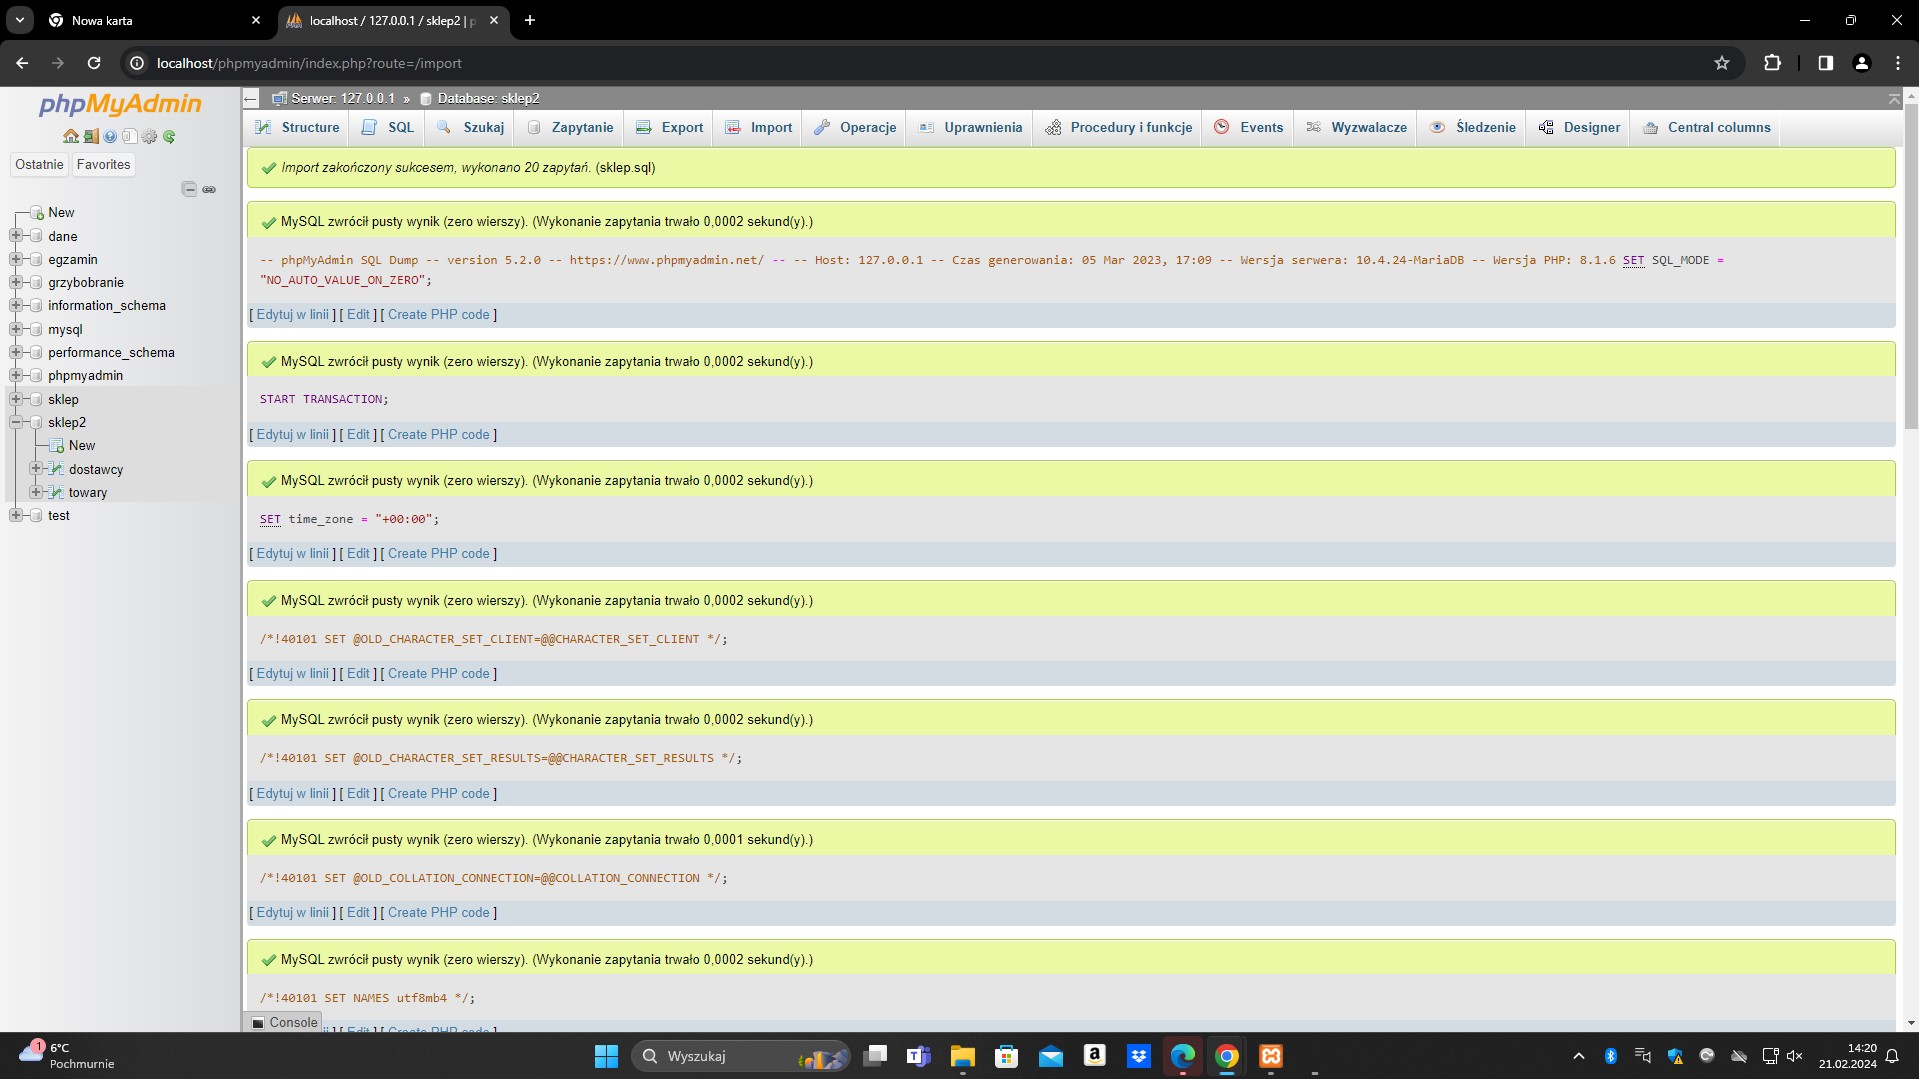 Nowa karta
localhost / 127.0.0.1 / sklep2 | p
localhost/phpmyadmin/index.php?route=/import
phpMyAdmin
Ostatnie Favorites
New
dane
egzamin
grzybobranie
information_schema
mysql
performance_schema
phpmyadmin
sklep
sklep2
New
dostawcy
towary
test
Serwer: 127.0.0.1 » Database: sklep2
Structure SQL Szukaj Zapytanie Export Import Operacje Uprawnienia Procedury i funkcje Events Wyzwalacze Śledzenie Designer Central columns
Import zakończony sukcesem, wykonano 20 zapytań. (sklep.sql)
MySQL zwrócił pusty wynik (zero wierszy). (Wykonanie zapytania trwało 0,0002 sekund(y).)
-- phpMyAdmin SQL Dump -- version 5.2.0 -- https://www.phpmyadmin.net/ -- -- Host: 127.0.0.1 -- Czas generowania: 05 Mar 2023, 17:09 -- Wersja serwera: 10.4.24-MariaDB -- Wersja PHP: 8.1.6 SET SQL_MODE =
"NO_AUTO_VALUE_ON_ZERO";
[ Edytuj w linii ] [ Edit ] [ Create PHP code ]
MySQL zwrócił pusty wynik (zero wierszy). (Wykonanie zapytania trwało 0,0002 sekund(y).)
START TRANSACTION;
[ Edytuj w linii ] [ Edit ] [ Create PHP code ]
MySQL zwrócił pusty wynik (zero wierszy). (Wykonanie zapytania trwało 0,0002 sekund(y).)
SET time_zone = "+00:00";
[ Edytuj w linii ] [ Edit ] [ Create PHP code ]
MySQL zwrócił pusty wynik (zero wierszy). (Wykonanie zapytania trwało 0,0002 sekund(y).)
/*!40101 SET @OLD_CHARACTER_SET_CLIENT=@@CHARACTER_SET_CLIENT */;
[ Edytuj w linii ] [ Edit ] [ Create PHP code ]
MySQL zwrócił pusty wynik (zero wierszy). (Wykonanie zapytania trwało 0,0002 sekund(y).)
/*!40101 SET @OLD_CHARACTER_SET_RESULTS=@@CHARACTER_SET_RESULTS */;
[ Edytuj w linii ] [ Edit ] [ Create PHP code ]
MySQL zwrócił pusty wynik (zero wierszy). (Wykonanie zapytania trwało 0,0001 sekund(y).)
/*!40101 SET @OLD_COLLATION_CONNECTION=@@COLLATION_CONNECTION */;
[ Edytuj w linii ] [ Edit ] [ Create PHP code ]
MySQL zwrócił pusty wynik (zero wierszy). (Wykonanie zapytania trwało 0,0002 sekund(y).)
/*!40101 SET NAMES utf8mb4 */;
Console
ii ] [ Edit ] [ Create PHP code ]
1
6°C
Pochmurnie
Wyszukaj
14:20
21.02.2024